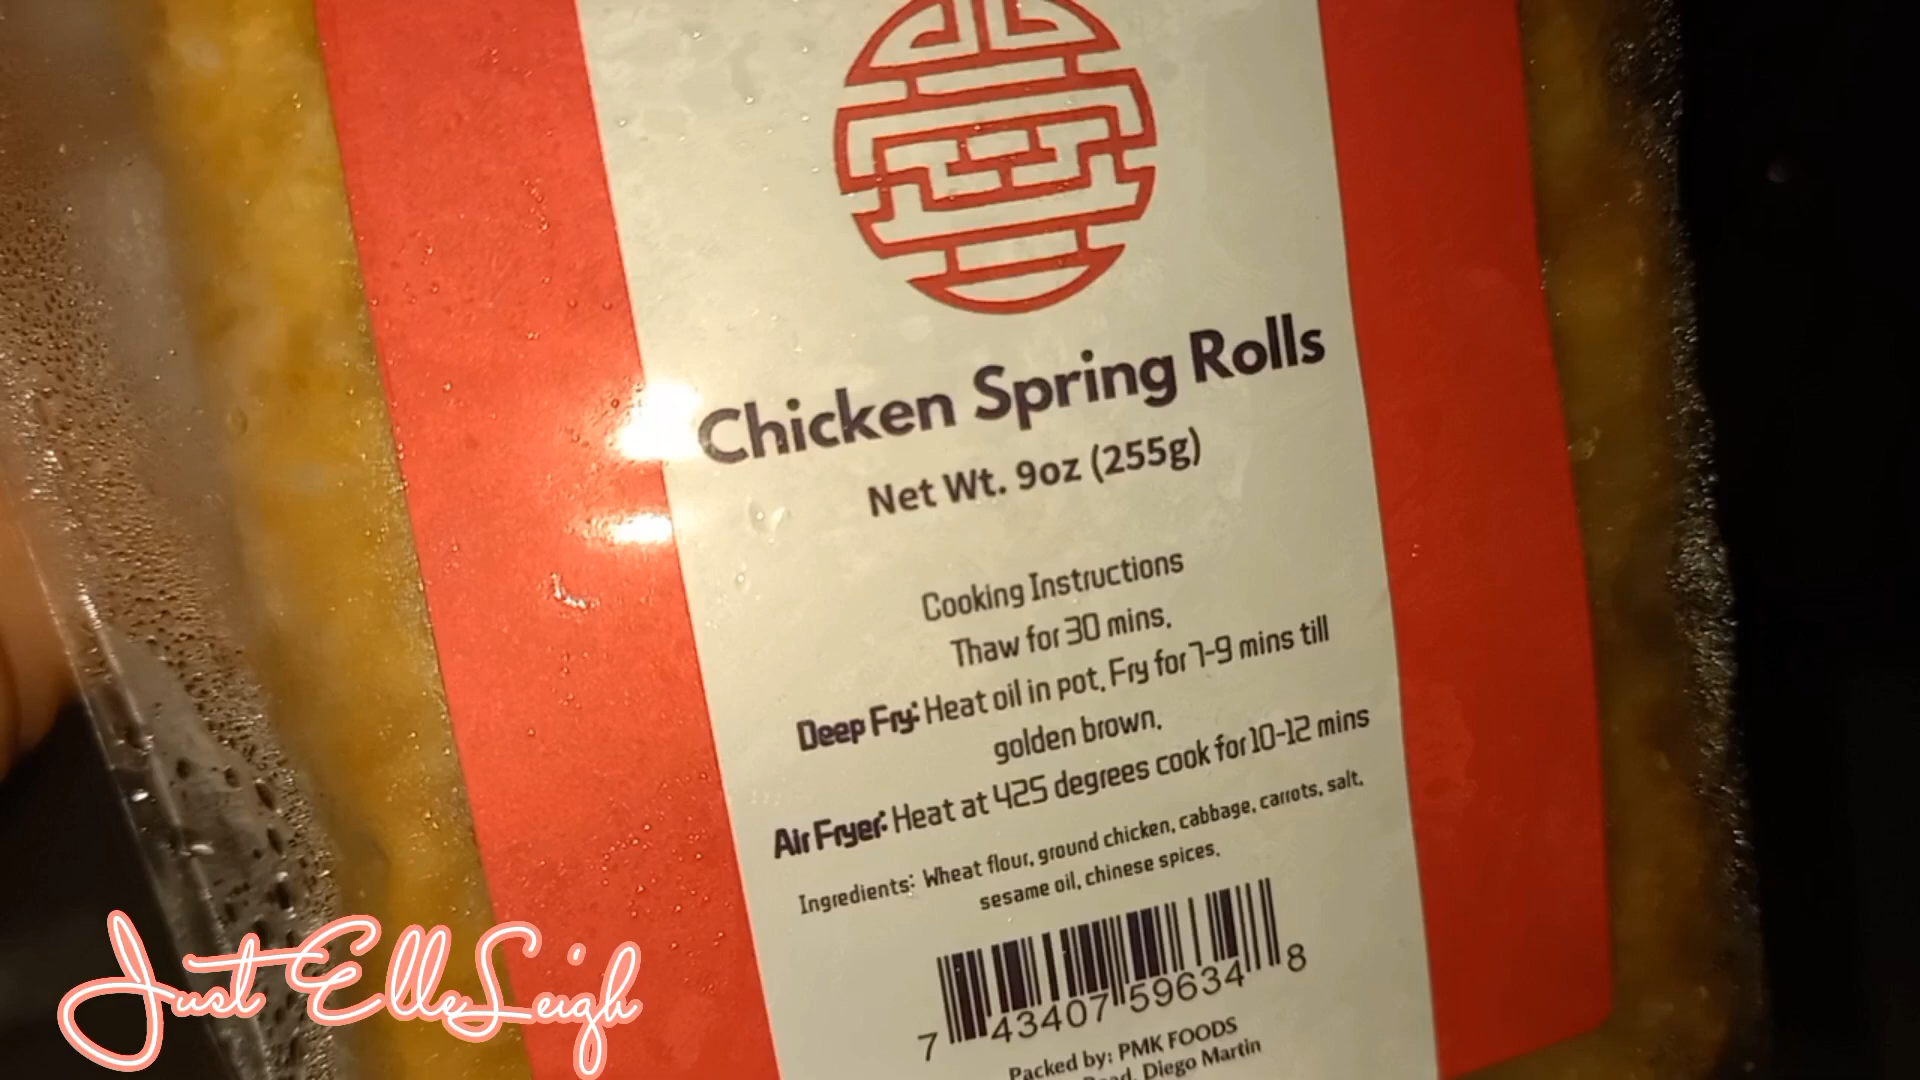 Chicken Spring Rolls
Net Wt. 9oz (255g)
Cooking Instructions
Thaw for 30 mins.
Deep Fry: Heat oil in pot. Fry for 7-9 mins till
golden brown.
Air Fryer: Heat at 425 degrees cook for 10-12 mins
Ingredients: Wheat flour, ground chicken, cabbage, carrots, salt,
sesame oil, chinese spices.
7 43407 59634 8
Packed by: PMK FOODS
Road, Diego Martin
Just ElleLeigh